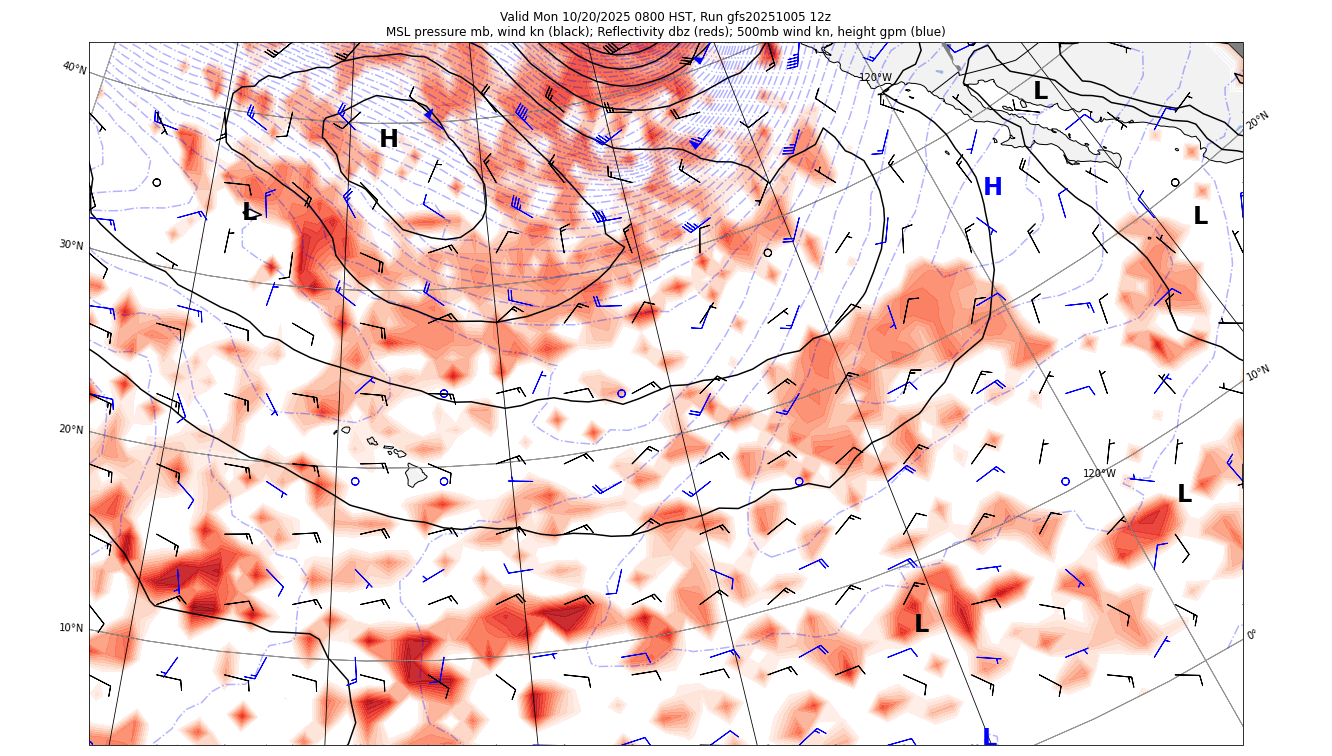 Valid Mon 10/20/2025 0800 HST, Run gfs20251005 12z
MSL pressure mb, wind kn (black); Reflectivity dbz (reds); 500mb wind kn, height gpm (blue)
40°N
120°W
L
20°N
H
H
L
L
30°N
10°N
20°N
120°W
L
10°N
L
0°
L